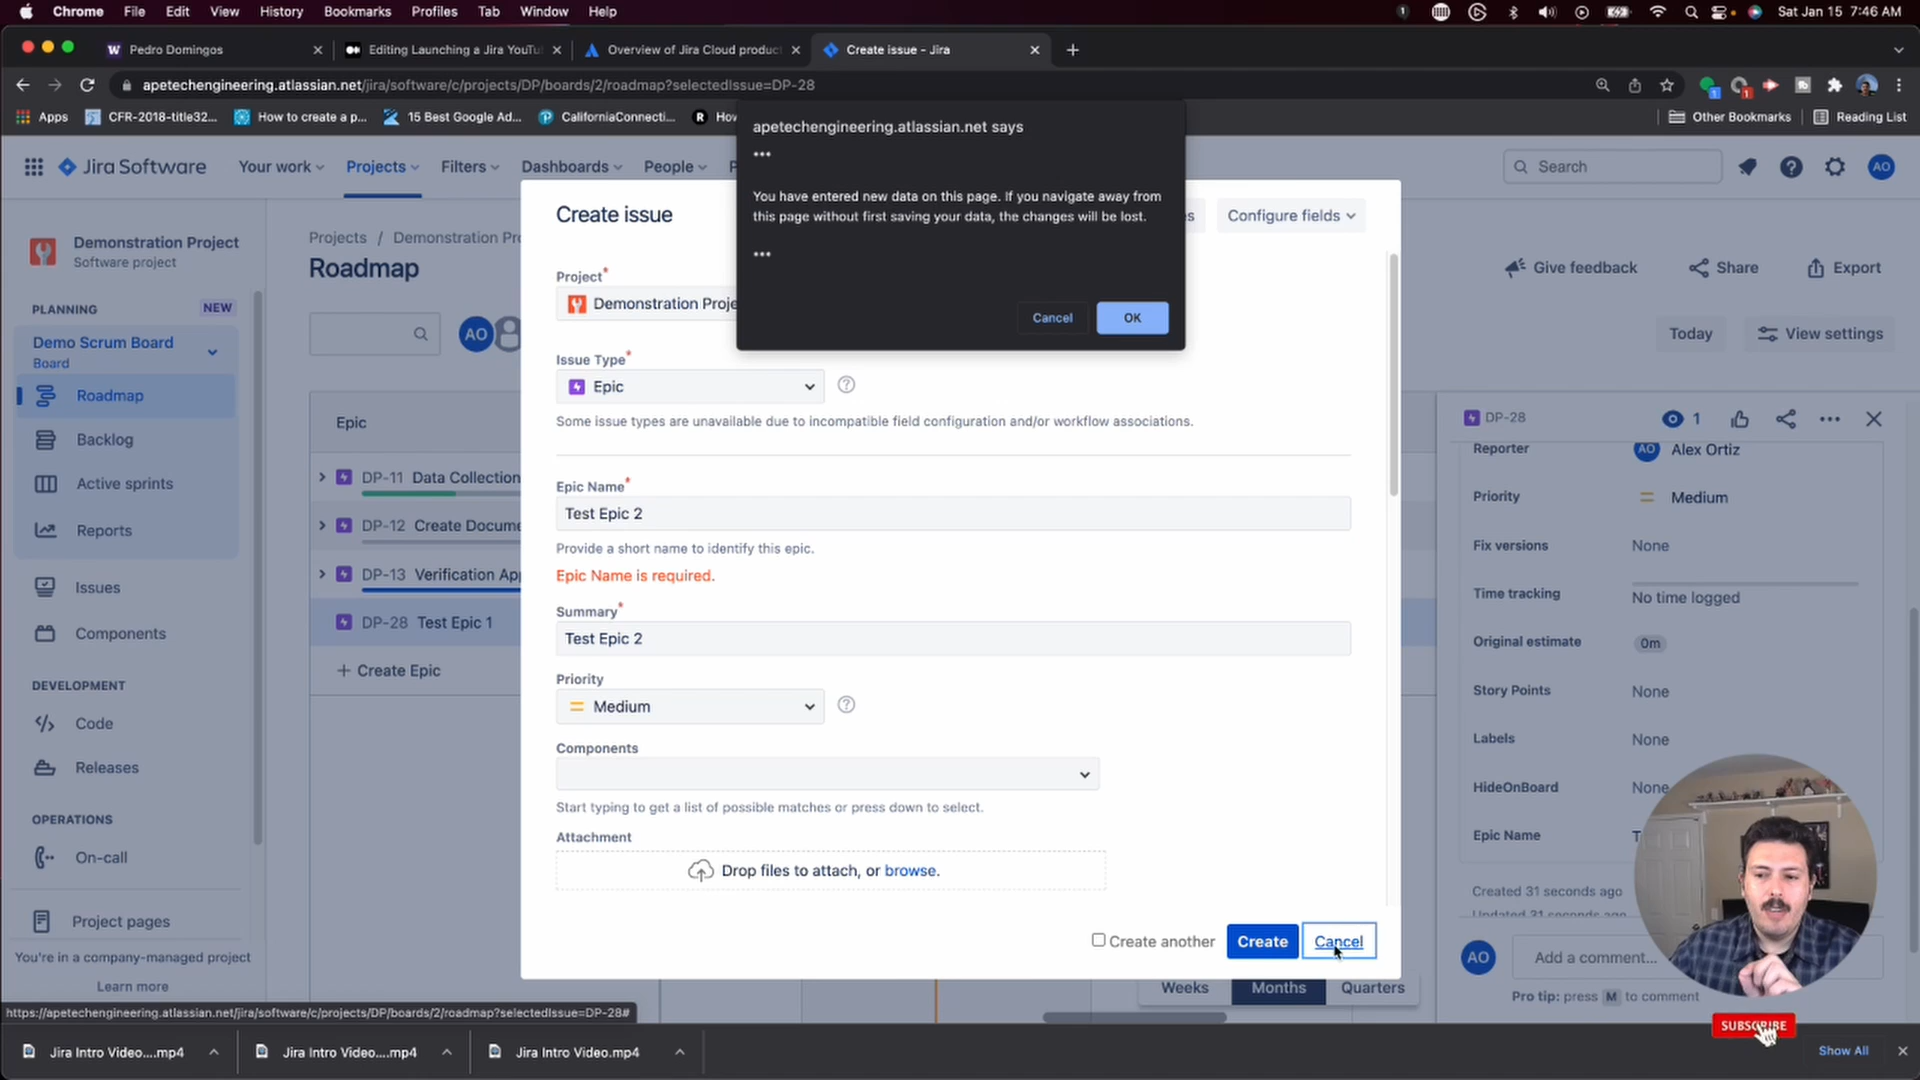 Chrome File Edit View History Bookmarks Profiles Tab Window Help
1
Sat Jan 15 7:46 AM
Pedro Domingos
Editing Launching a Jira YouTu
Overview of Jira Cloud product
Create issue - Jira
apetechengineering.atlassian.net/jira/software/c/projects/DP/boards/2/roadmap?selectedIssue=DP-28
Apps
CFR-2018-title32...
How to create a p...
15 Best Google Ad...
CaliforniaConnecti...
R
How
Other Bookmarks
Reading List
Jira Software
Your work
Projects
Filters
Dashboards
People
P
Search
AO
apetechengineering.atlassian.net says
...
You have entered new data on this page. If you navigate away from
this page without first saving your data, the changes will be lost.
...
Cancel
OK
Demonstration Project
Software project
PLANNING
NEW
Demo Scrum Board
Board
Roadmap
Backlog
Active sprints
Reports
Issues
Components
DEVELOPMENT
Code
Releases
OPERATIONS
On-call
Project pages
You're in a company-managed project
Learn more
Projects / Demonstration Pro
Roadmap
AO
Give feedback
Share
Export
Today
View settings
Epic
DP-11 Data Collection
DP-12 Create Docume
DP-13 Verification App
DP-28 Test Epic 1
+ Create Epic
Create issue
s
Configure fields
Project*
Demonstration Proje
Issue Type*
Epic
Some issue types are unavailable due to incompatible field configuration and/or workflow associations.
Epic Name*
Test Epic 2
Provide a short name to identify this epic.
Epic Name is required.
Summary*
Test Epic 2
Priority
Medium
Components
Start typing to get a list of possible matches or press down to select.
Attachment
Drop files to attach, or browse.
Create another
Create
Cancel
Weeks
Months
Quarters
DP-28
1
Reporter
AO
Alex Ortiz
Priority
Medium
Fix versions
None
Time tracking
No time logged
Original estimate
0m
Story Points
None
Labels
None
HideOnBoard
None
Epic Name
T
Created 31 seconds ago
Updated 31 seconds ago
AO
Add a comment...
Pro tip: press M to comment
SUBSCRIBE
https://apetechengineering.atlassian.net/jira/software/c/projects/DP/boards/2/roadmap?selectedIssue=DP-28#
Jira Intro Video....mp4
Jira Intro Video....mp4
Jira Intro Video.mp4
Show All